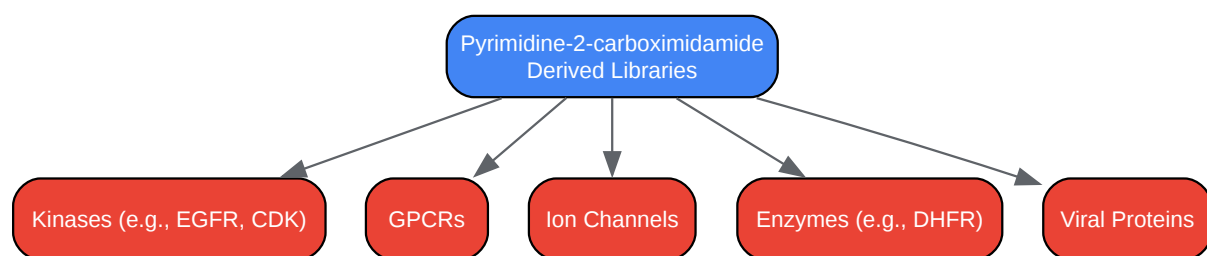 Pyrimidine-2-carboximidamide
Derived Libraries
Kinases (e.g., EGFR, CDK)
GPCRs
Ion Channels
Enzymes (e.g., DHFR)
Viral Proteins